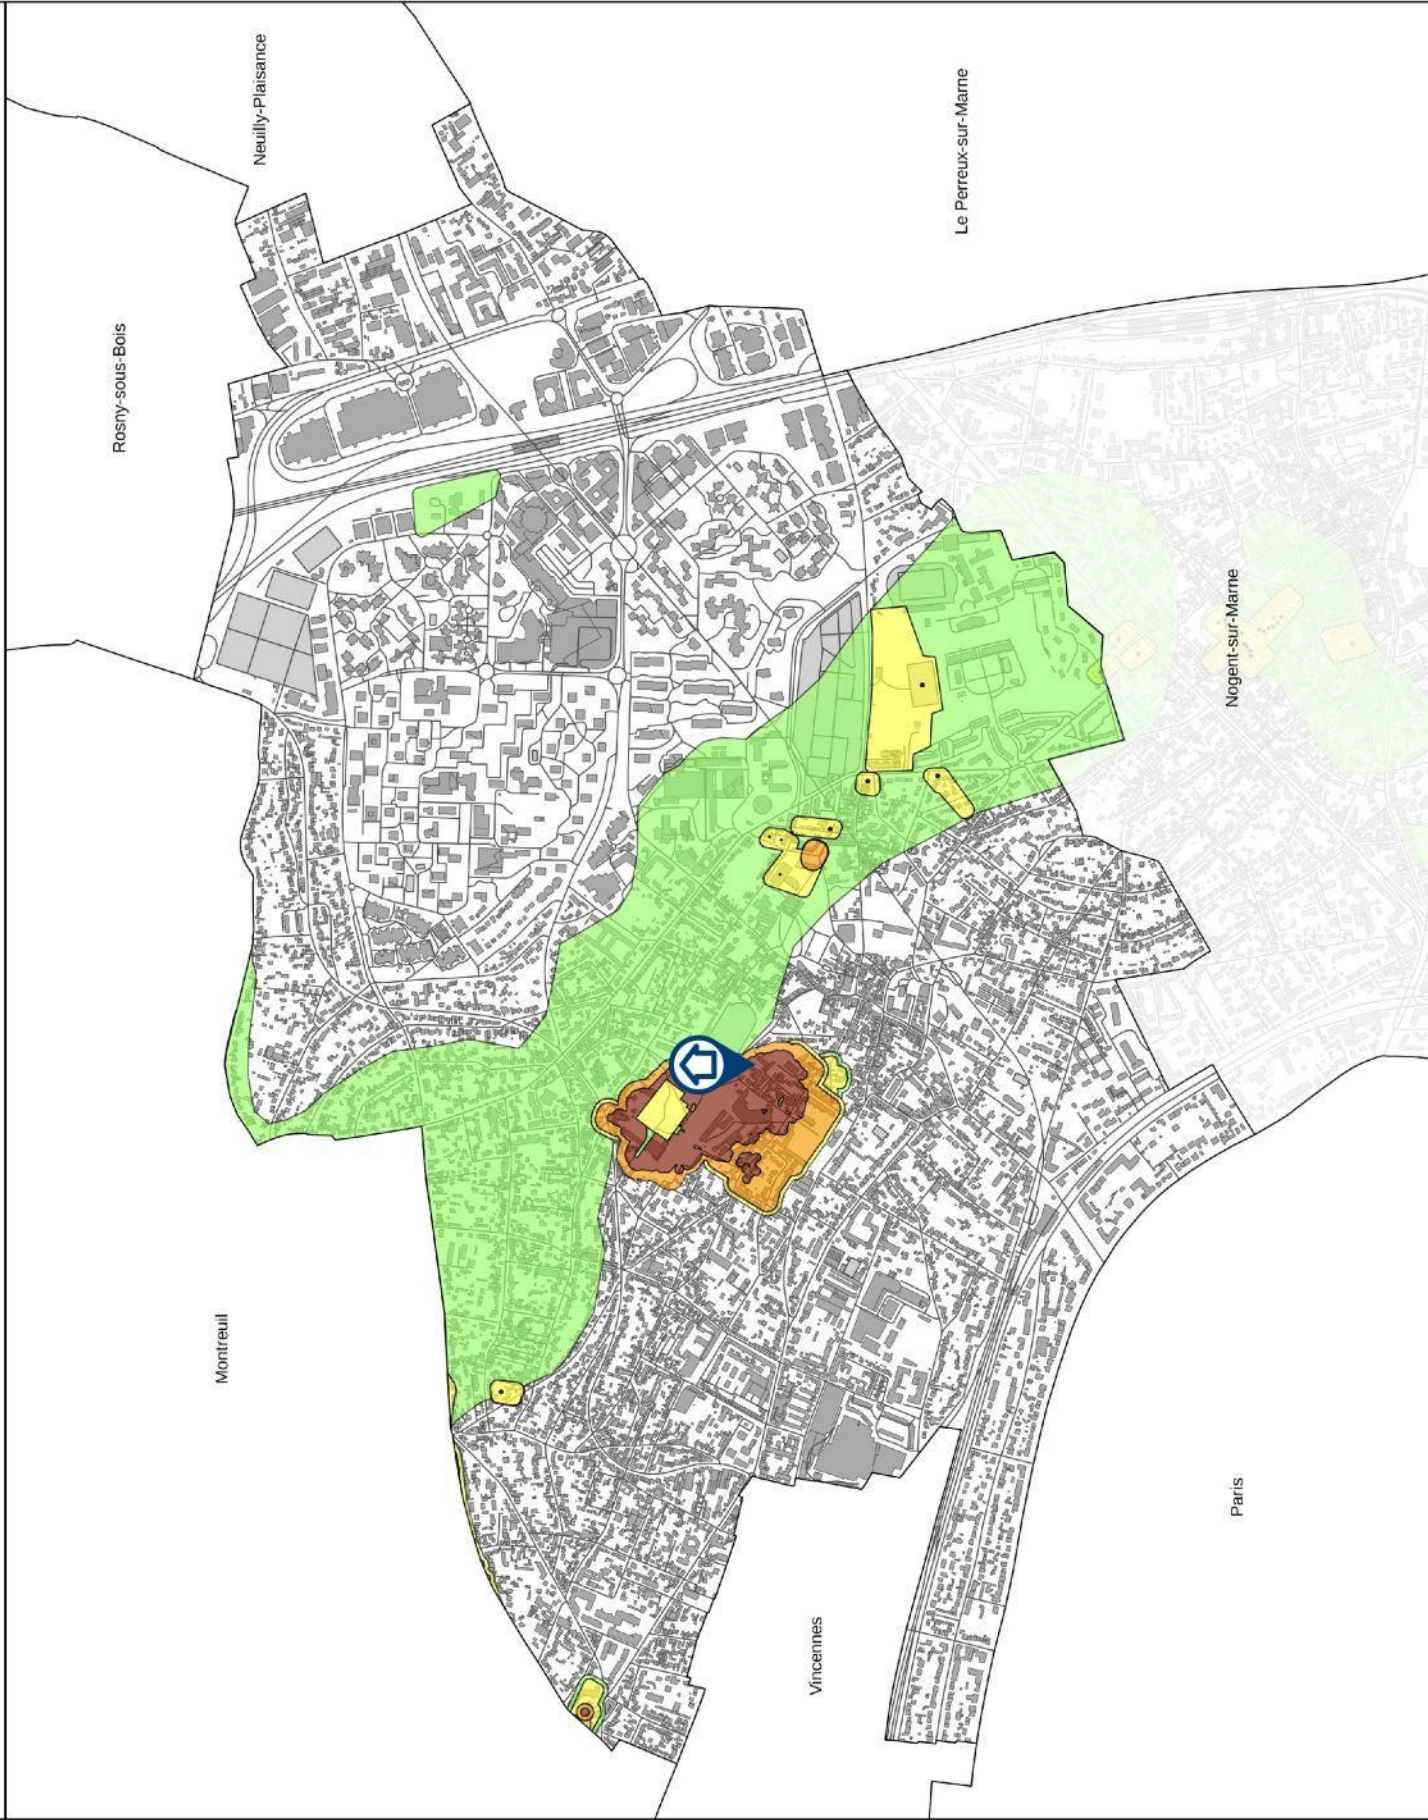 Montreuil
Rosny-sous-Bois
Neuilly-Plaisance
Vincennes
Le Perreux-sur-Marne
Nogent-sur-Marne
Paris